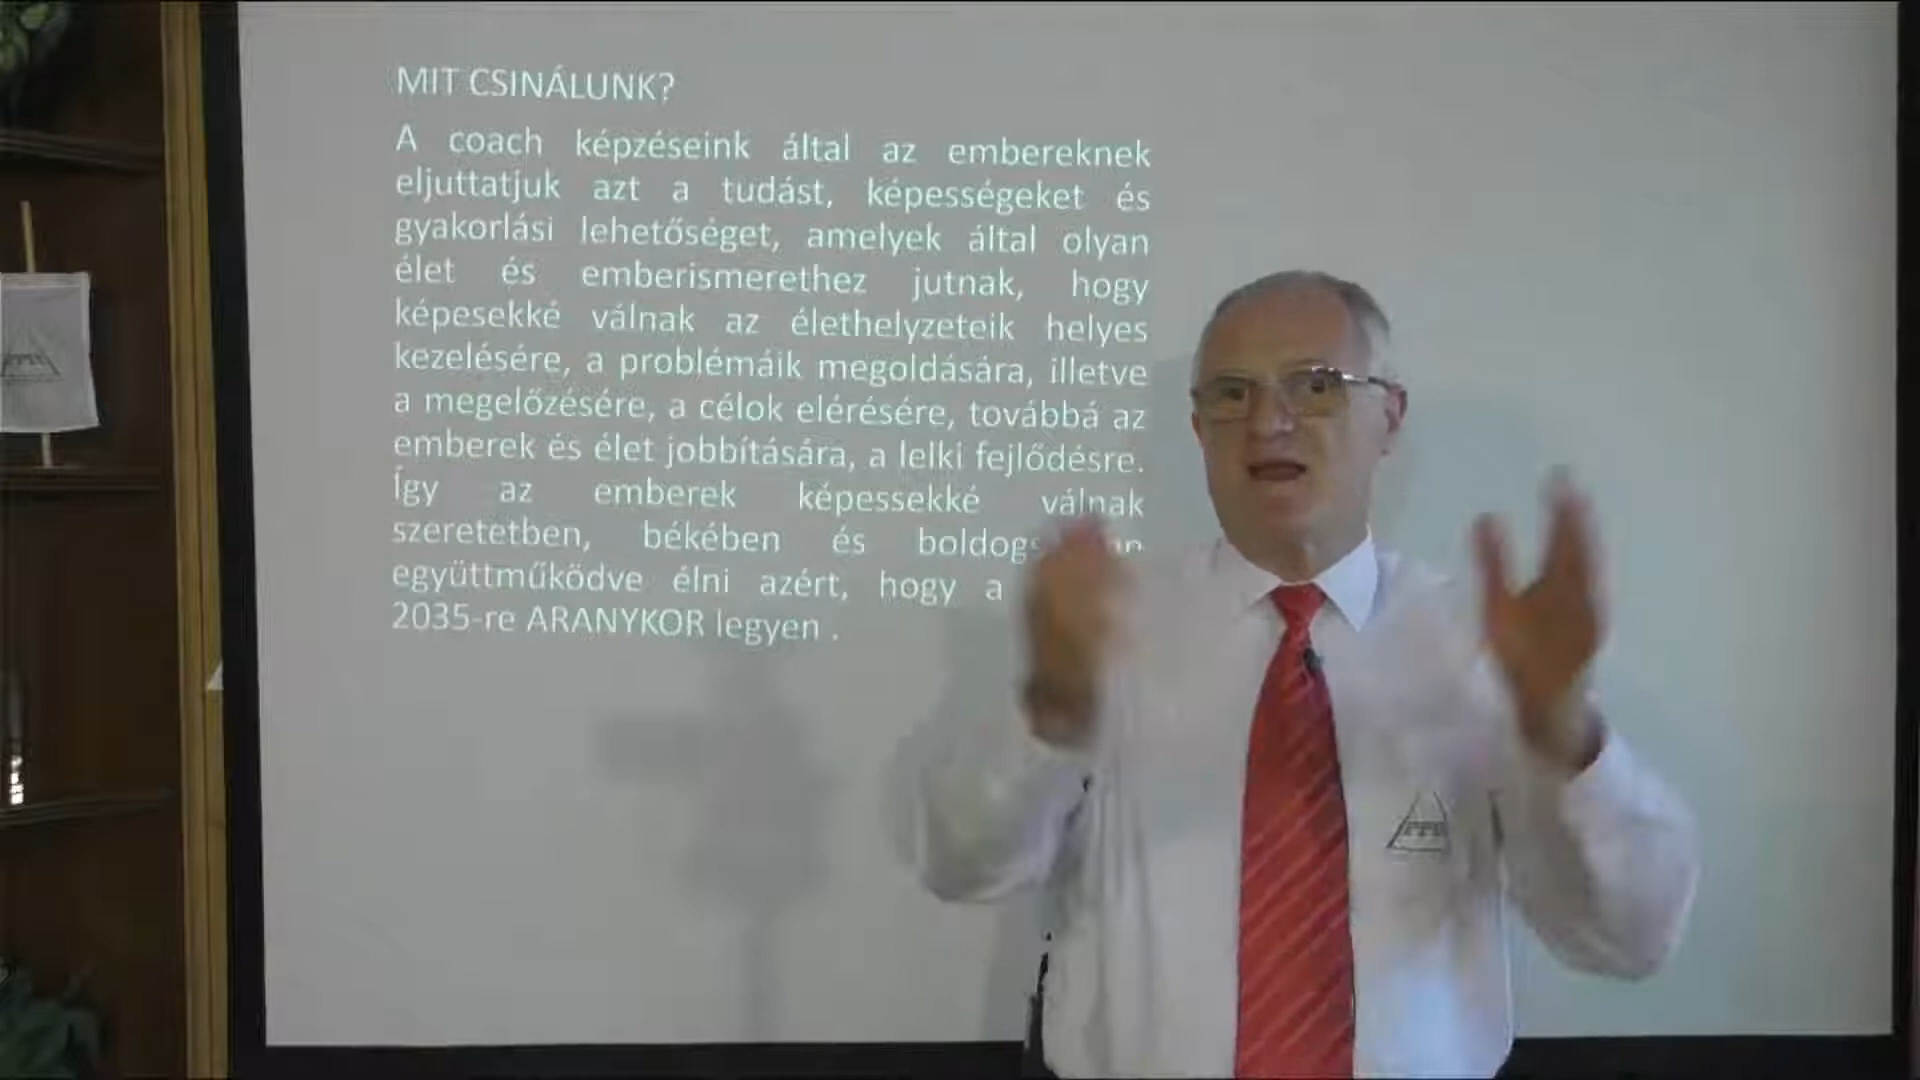 MIT CSINÁLUNK?
A coach képzéseink által az embereknek
eljuttatjuk azt a tudást, képességeket és
gyakorlási lehetőséget, amelyek által olyan
élet és emberismerethez jutnak, hogy
képesekké válnak az élethelyzeteik helyes
kezelésére, a problémáik megoldására, illetve
a megelőzésére, a célok elérésére, továbbá az
emberek és élet jobbítására, a lelki fejlődésre.
Így az emberek képessekké válnak
szeretetben, békében és
együttműködve élni azért, hogy a
2035-re ARANYKOR legyen .